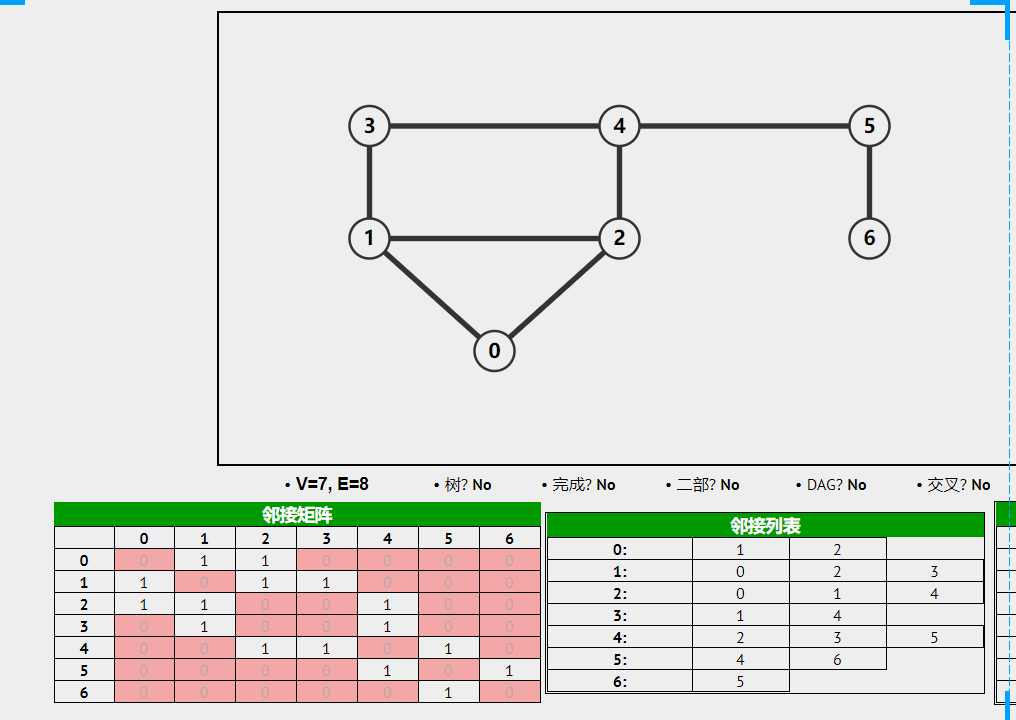 3 4 5
1 2 6
0
• V=7, E=8 • 树? No • 完成? No • 二部? No • DAG? No • 交叉? No
邻接矩阵
0 1 2 3 4 5 6
0 0 1 1 0 0 0 0
1 1 0 1 1 0 0 0
2 1 1 0 0 1 0 0
3 0 1 0 0 1 0 0
4 0 0 1 1 0 1 0
5 0 0 0 0 1 0 1
6 0 0 0 0 0 1 0
邻接列表
0: 1 2
1: 0 2 3
2: 0 1 4
3: 1 4
4: 2 3 5
5: 4 6
6: 5